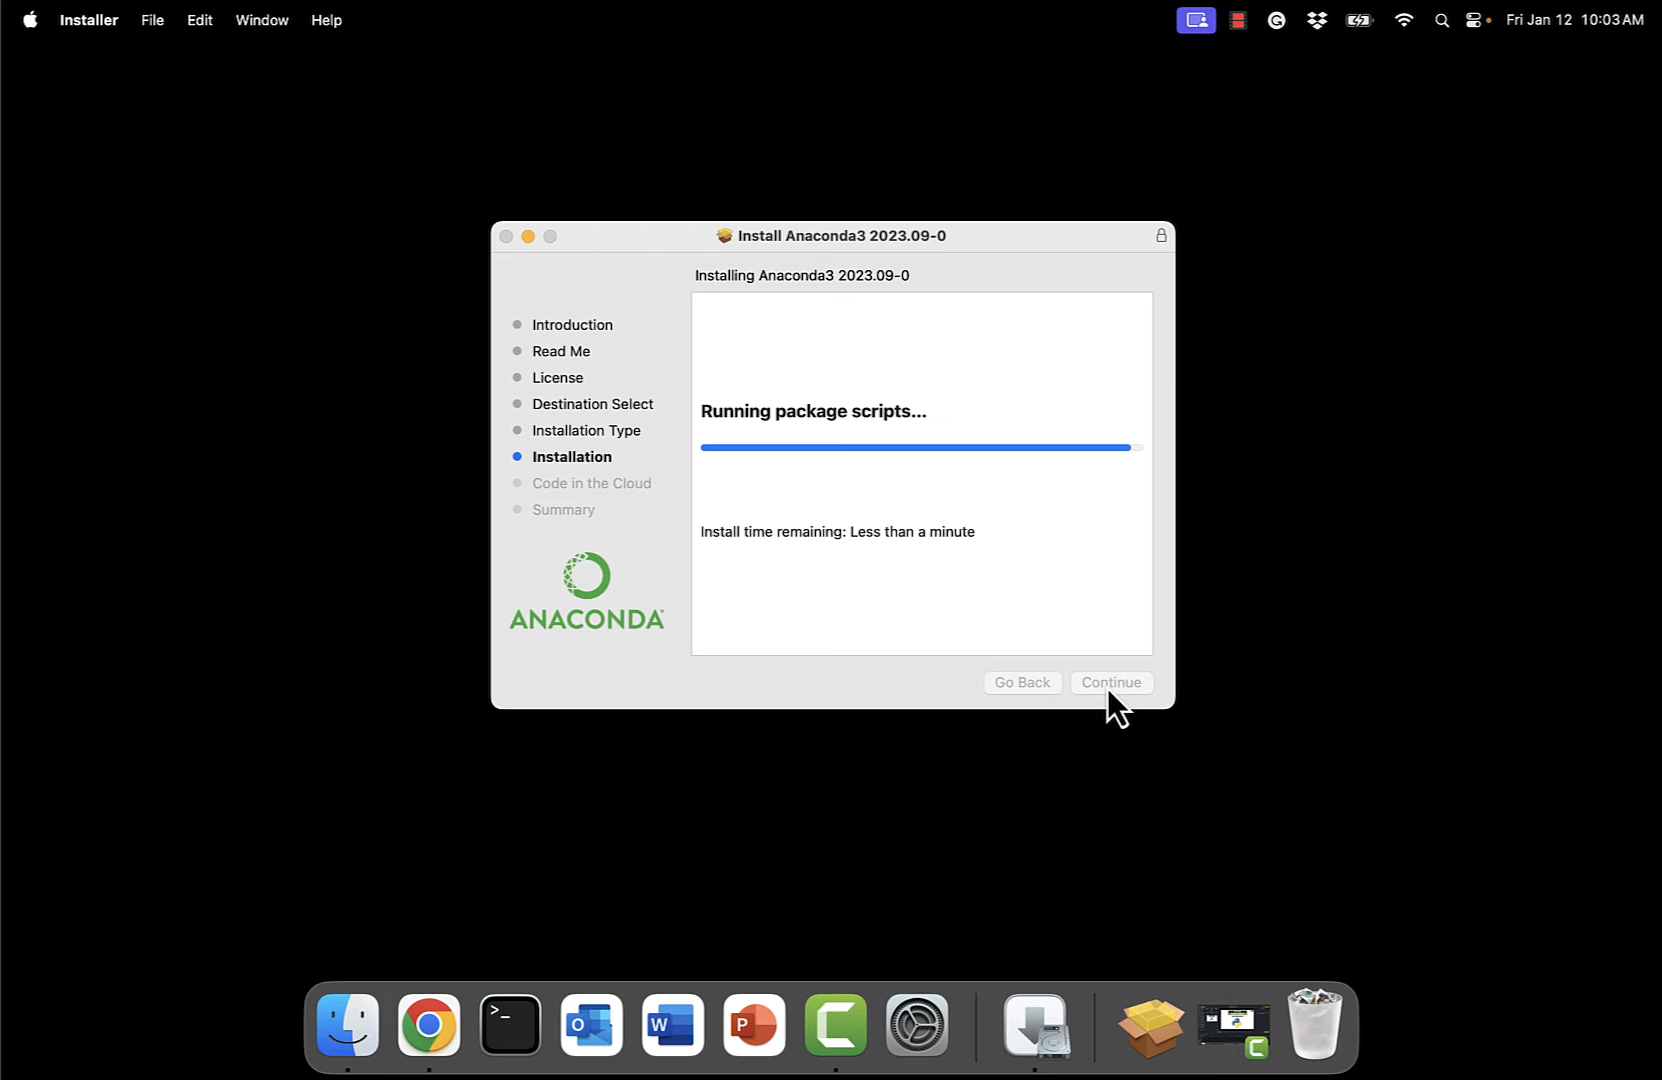 Installer File Edit Window Help Fri Jan 12 10:03 AM
Install Anaconda3 2023.09-0
Installing Anaconda3 2023.09-0
Introduction
Read Me
License
Destination Select
Installation Type
Installation
Code in the Cloud
Summary
ANACONDA
Running package scripts...
Install time remaining: Less than a minute
Go Back Continue
>_ O W P